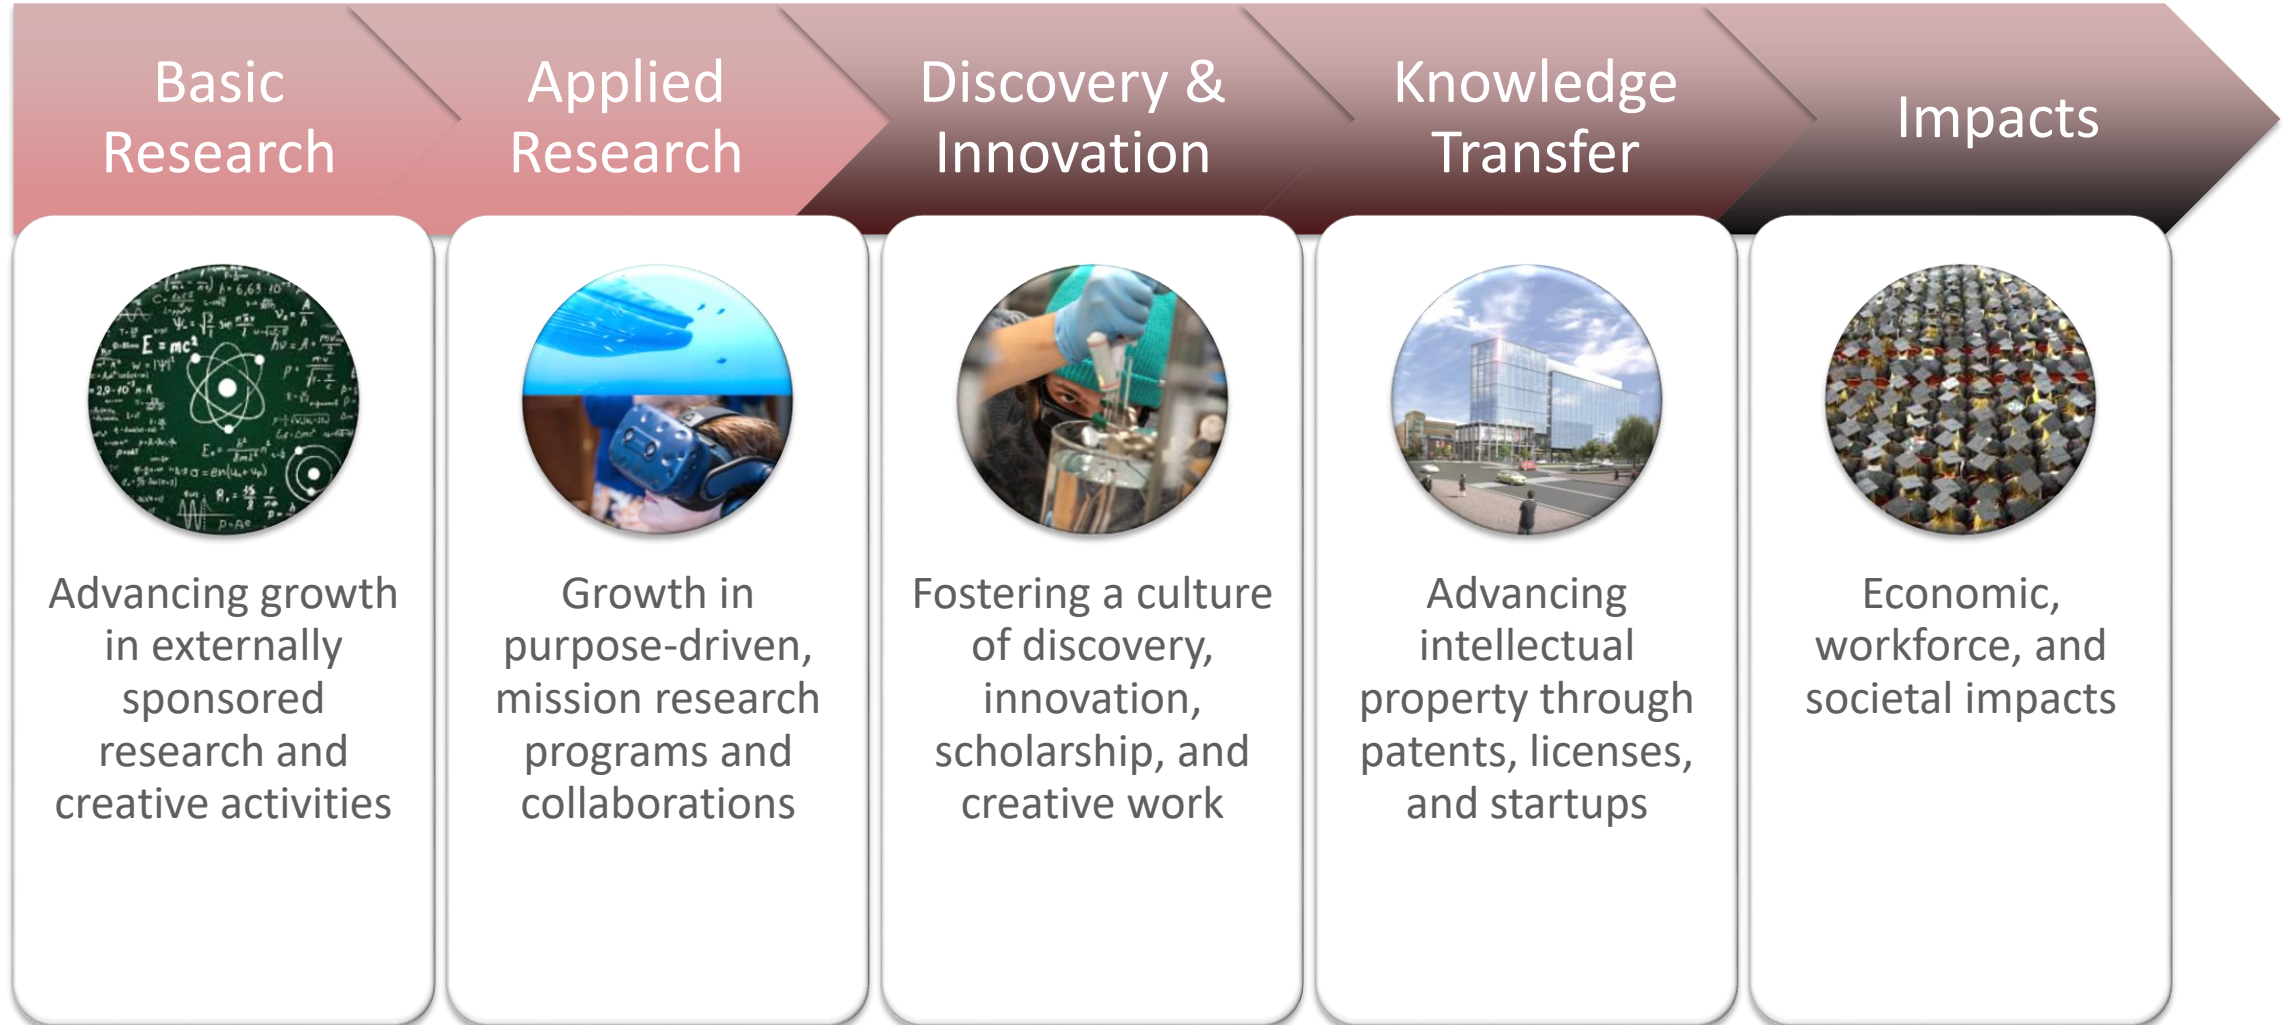 Basic
Research
Applied
Research
Discovery &
Innovation
Knowledge
Transfer
Impacts
E = mc²
Advancing growth
in externally
sponsored
research and
creative activities
Growth in
purpose-driven,
mission research
programs and
collaborations
Fostering a culture
of discovery,
innovation,
scholarship, and
creative work
Advancing
intellectual
property through
patents, licenses,
and startups
Economic,
workforce, and
societal impacts